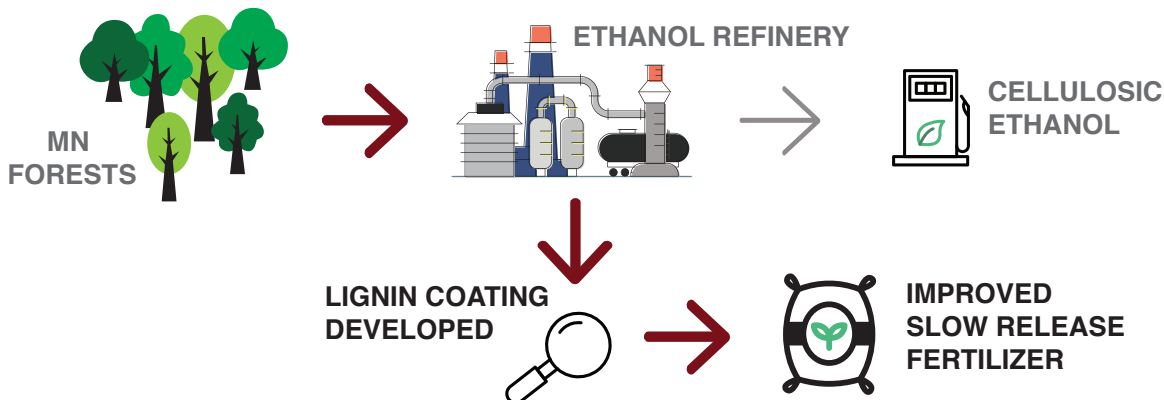 ETHANOL REFINERY
CELLULOSIC
ETHANOL
MN
FORESTS
LIGNIN COATING
DEVELOPED
IMPROVED
SLOW RELEASE
FERTILIZER